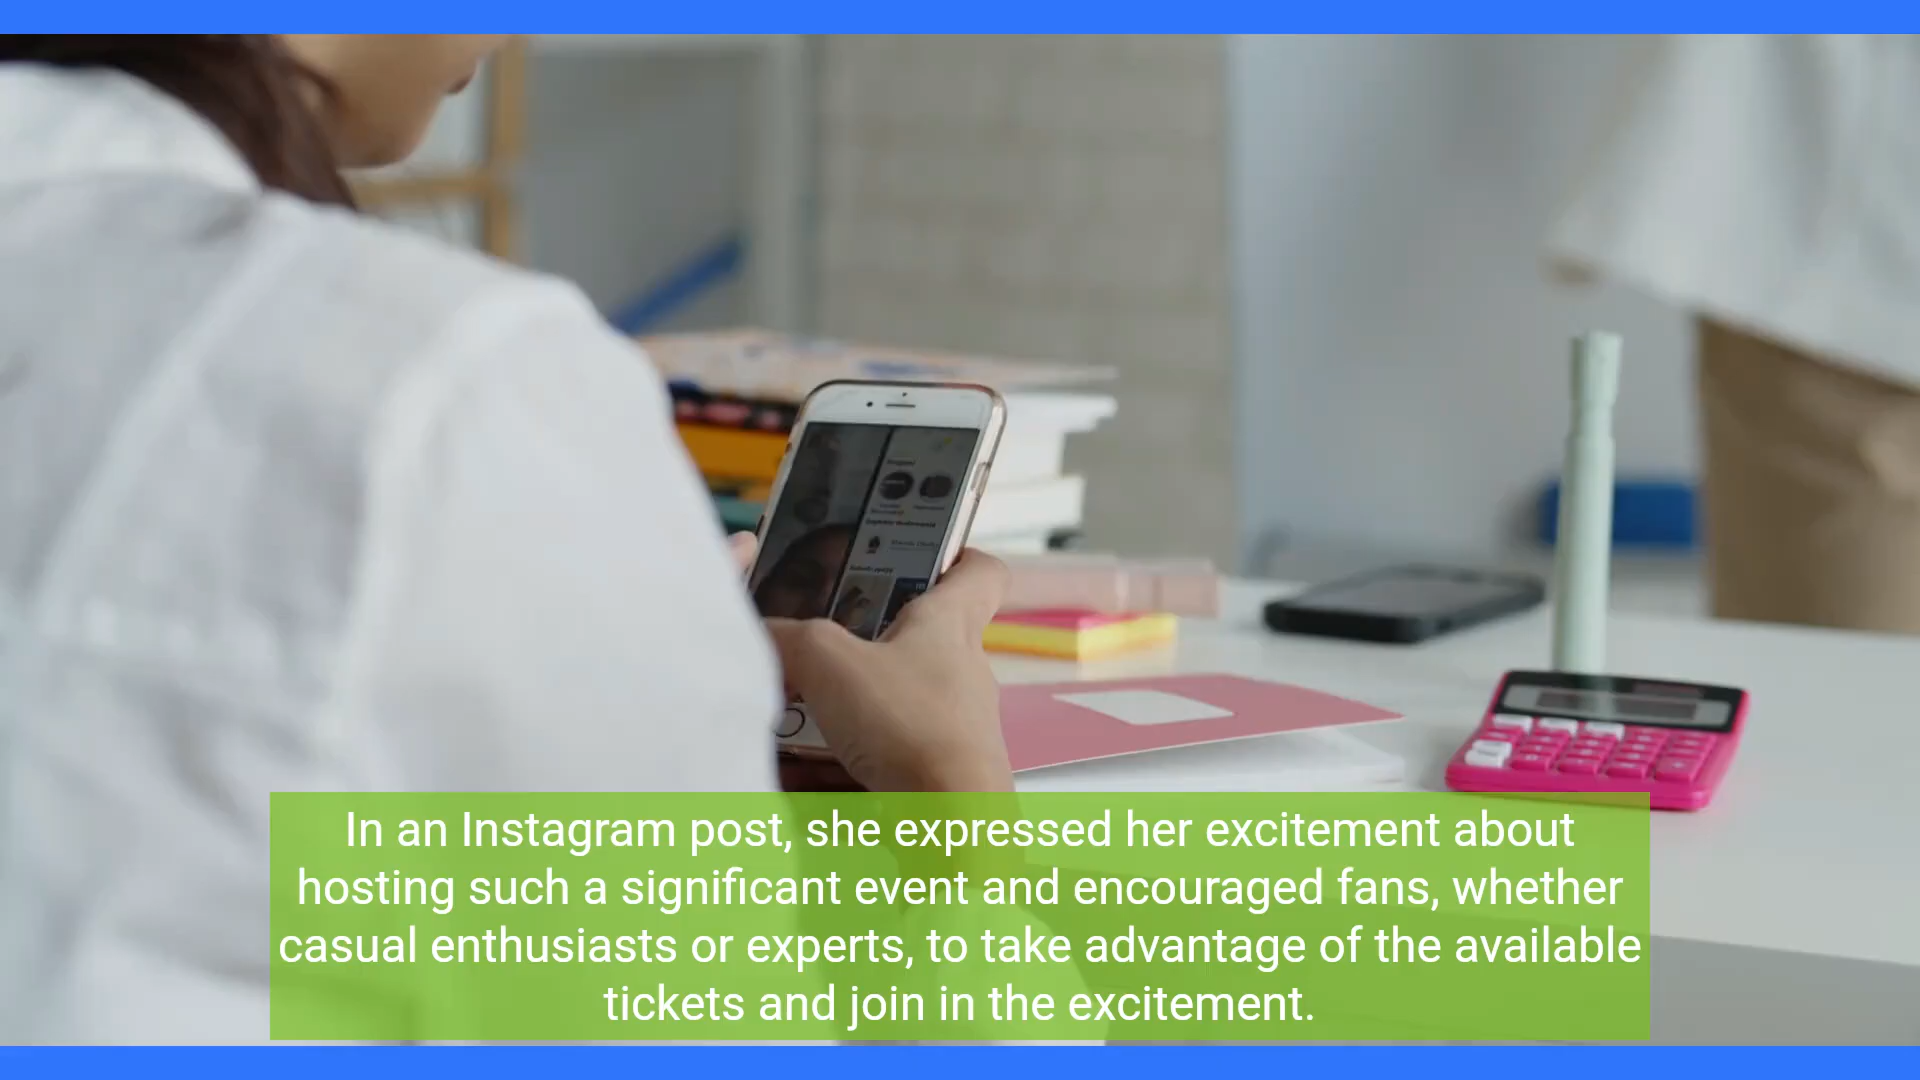 In an Instagram post, she expressed her excitement about
hosting such a significant event and encouraged fans, whether
casual enthusiasts or experts, to take advantage of the available
tickets and join in the excitement.